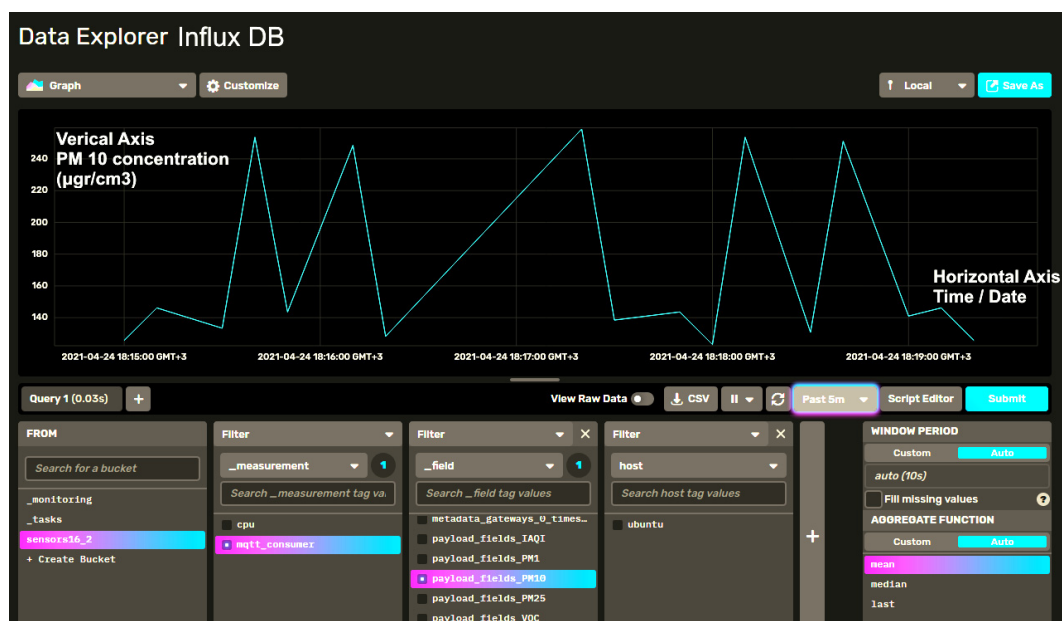 Data Explorer Influx DB
Graph
Customize
Local
Save As
Verical Axis
PM 10 concentration
(µgr/cm3)
240
220
200
180
160
140
Horizontal Axis
Time / Date
2021-04-24 18:15:00 GMT+3
2021-04-24 18:16:00 GMT+3
2021-04-24 18:17:00 GMT+3
2021-04-24 18:18:00 GMT+3
2021-04-24 18:19:00 GMT+3
Query 1 (0.03s)
+
View Raw Data
CSV
Past 5m
Script Editor
Submit
FROM
Search for a bucket
_monitoring
_tasks
sensors16_2
+ Create Bucket
Filter
_measurement
1
Search _measurement tag va
cpu
mqtt_consumer
Filter
_field
1
Search _field tag values
metadata_gateways_0_times…
payload_fields_IAQI
payload_fields_PM1
payload_fields_PM10
payload_fields_PM25
payload_fields_VOC
Filter
host
Search host tag values
ubuntu
+
WINDOW PERIOD
Custom
Auto
auto (10s)
Fill missing values
?
AGGREGATE FUNCTION
Custom
Auto
mean
median
last